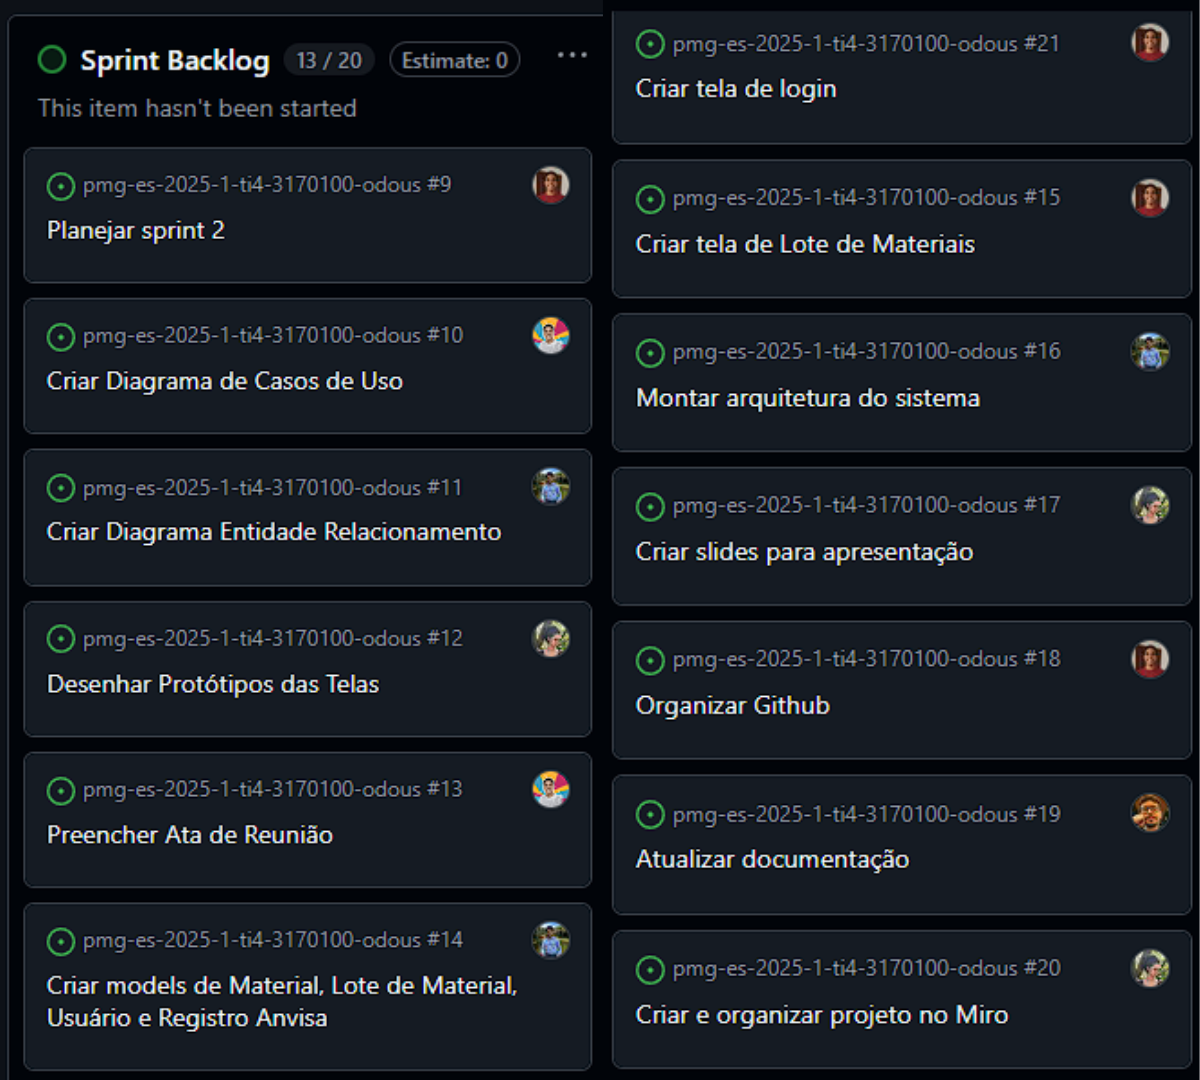 Sprint Backlog 13 / 20 Estimate: 0
This item hasn't been started
pmg-es-2025-1-ti4-3170100-odous #9
Planejar sprint 2
pmg-es-2025-1-ti4-3170100-odous #10
Criar Diagrama de Casos de Uso
pmg-es-2025-1-ti4-3170100-odous #11
Criar Diagrama Entidade Relacionamento
pmg-es-2025-1-ti4-3170100-odous #12
Desenhar Protótipos das Telas
pmg-es-2025-1-ti4-3170100-odous #13
Preencher Ata de Reunião
pmg-es-2025-1-ti4-3170100-odous #14
Criar models de Material, Lote de Material,
Usuário e Registro Anvisa
pmg-es-2025-1-ti4-3170100-odous #21
Criar tela de login
pmg-es-2025-1-ti4-3170100-odous #15
Criar tela de Lote de Materiais
pmg-es-2025-1-ti4-3170100-odous #16
Montar arquitetura do sistema
pmg-es-2025-1-ti4-3170100-odous #17
Criar slides para apresentação
pmg-es-2025-1-ti4-3170100-odous #18
Organizar Github
pmg-es-2025-1-ti4-3170100-odous #19
Atualizar documentação
pmg-es-2025-1-ti4-3170100-odous #20
Criar e organizar projeto no Miro